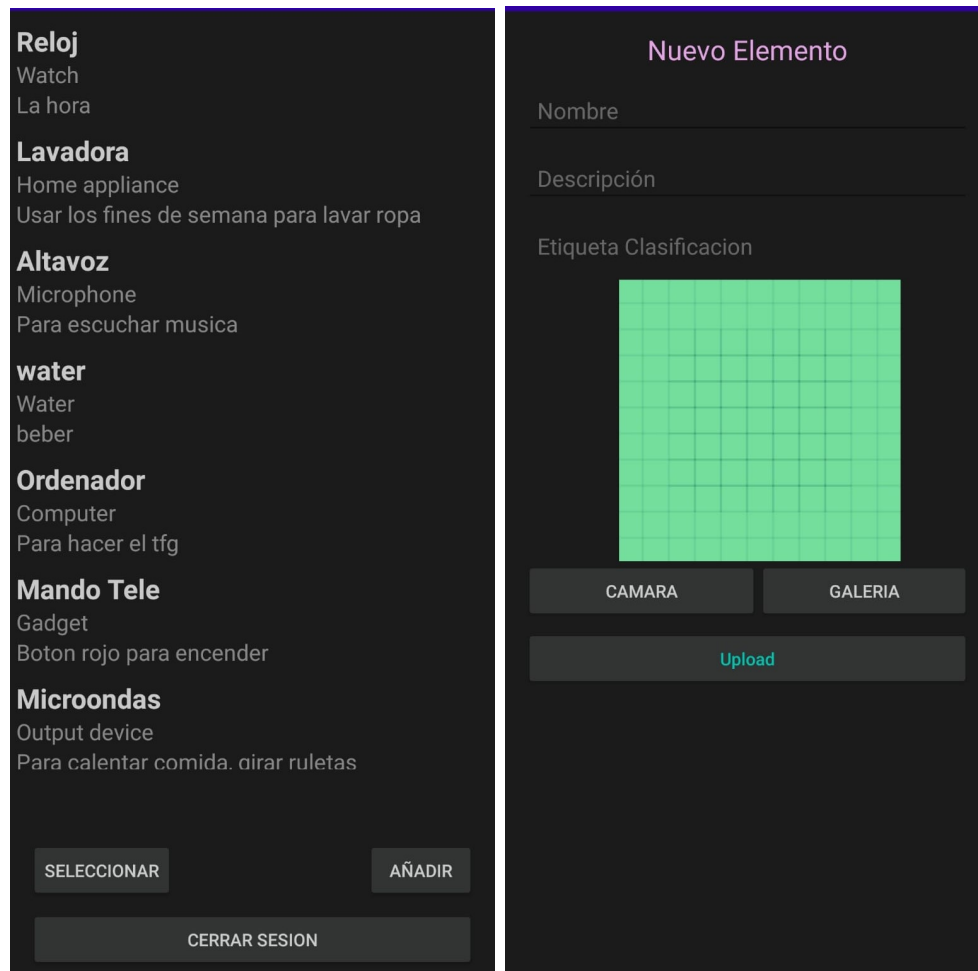 Reloj
Watch
La hora
Lavadora
Home appliance
Usar los fines de semana para lavar ropa
Altavoz
Microphone
Para escuchar musica
water
Water
beber
Ordenador
Computer
Para hacer el tfg
Mando Tele
Gadget
Boton rojo para encender
Microondas
Output device
Para calentar comida, girar ruletas
SELECCIONAR
AÑADIR
CERRAR SESION
Nuevo Elemento
Nombre
Descripción
Etiqueta Clasificacion
CAMARA
GALERIA
Upload